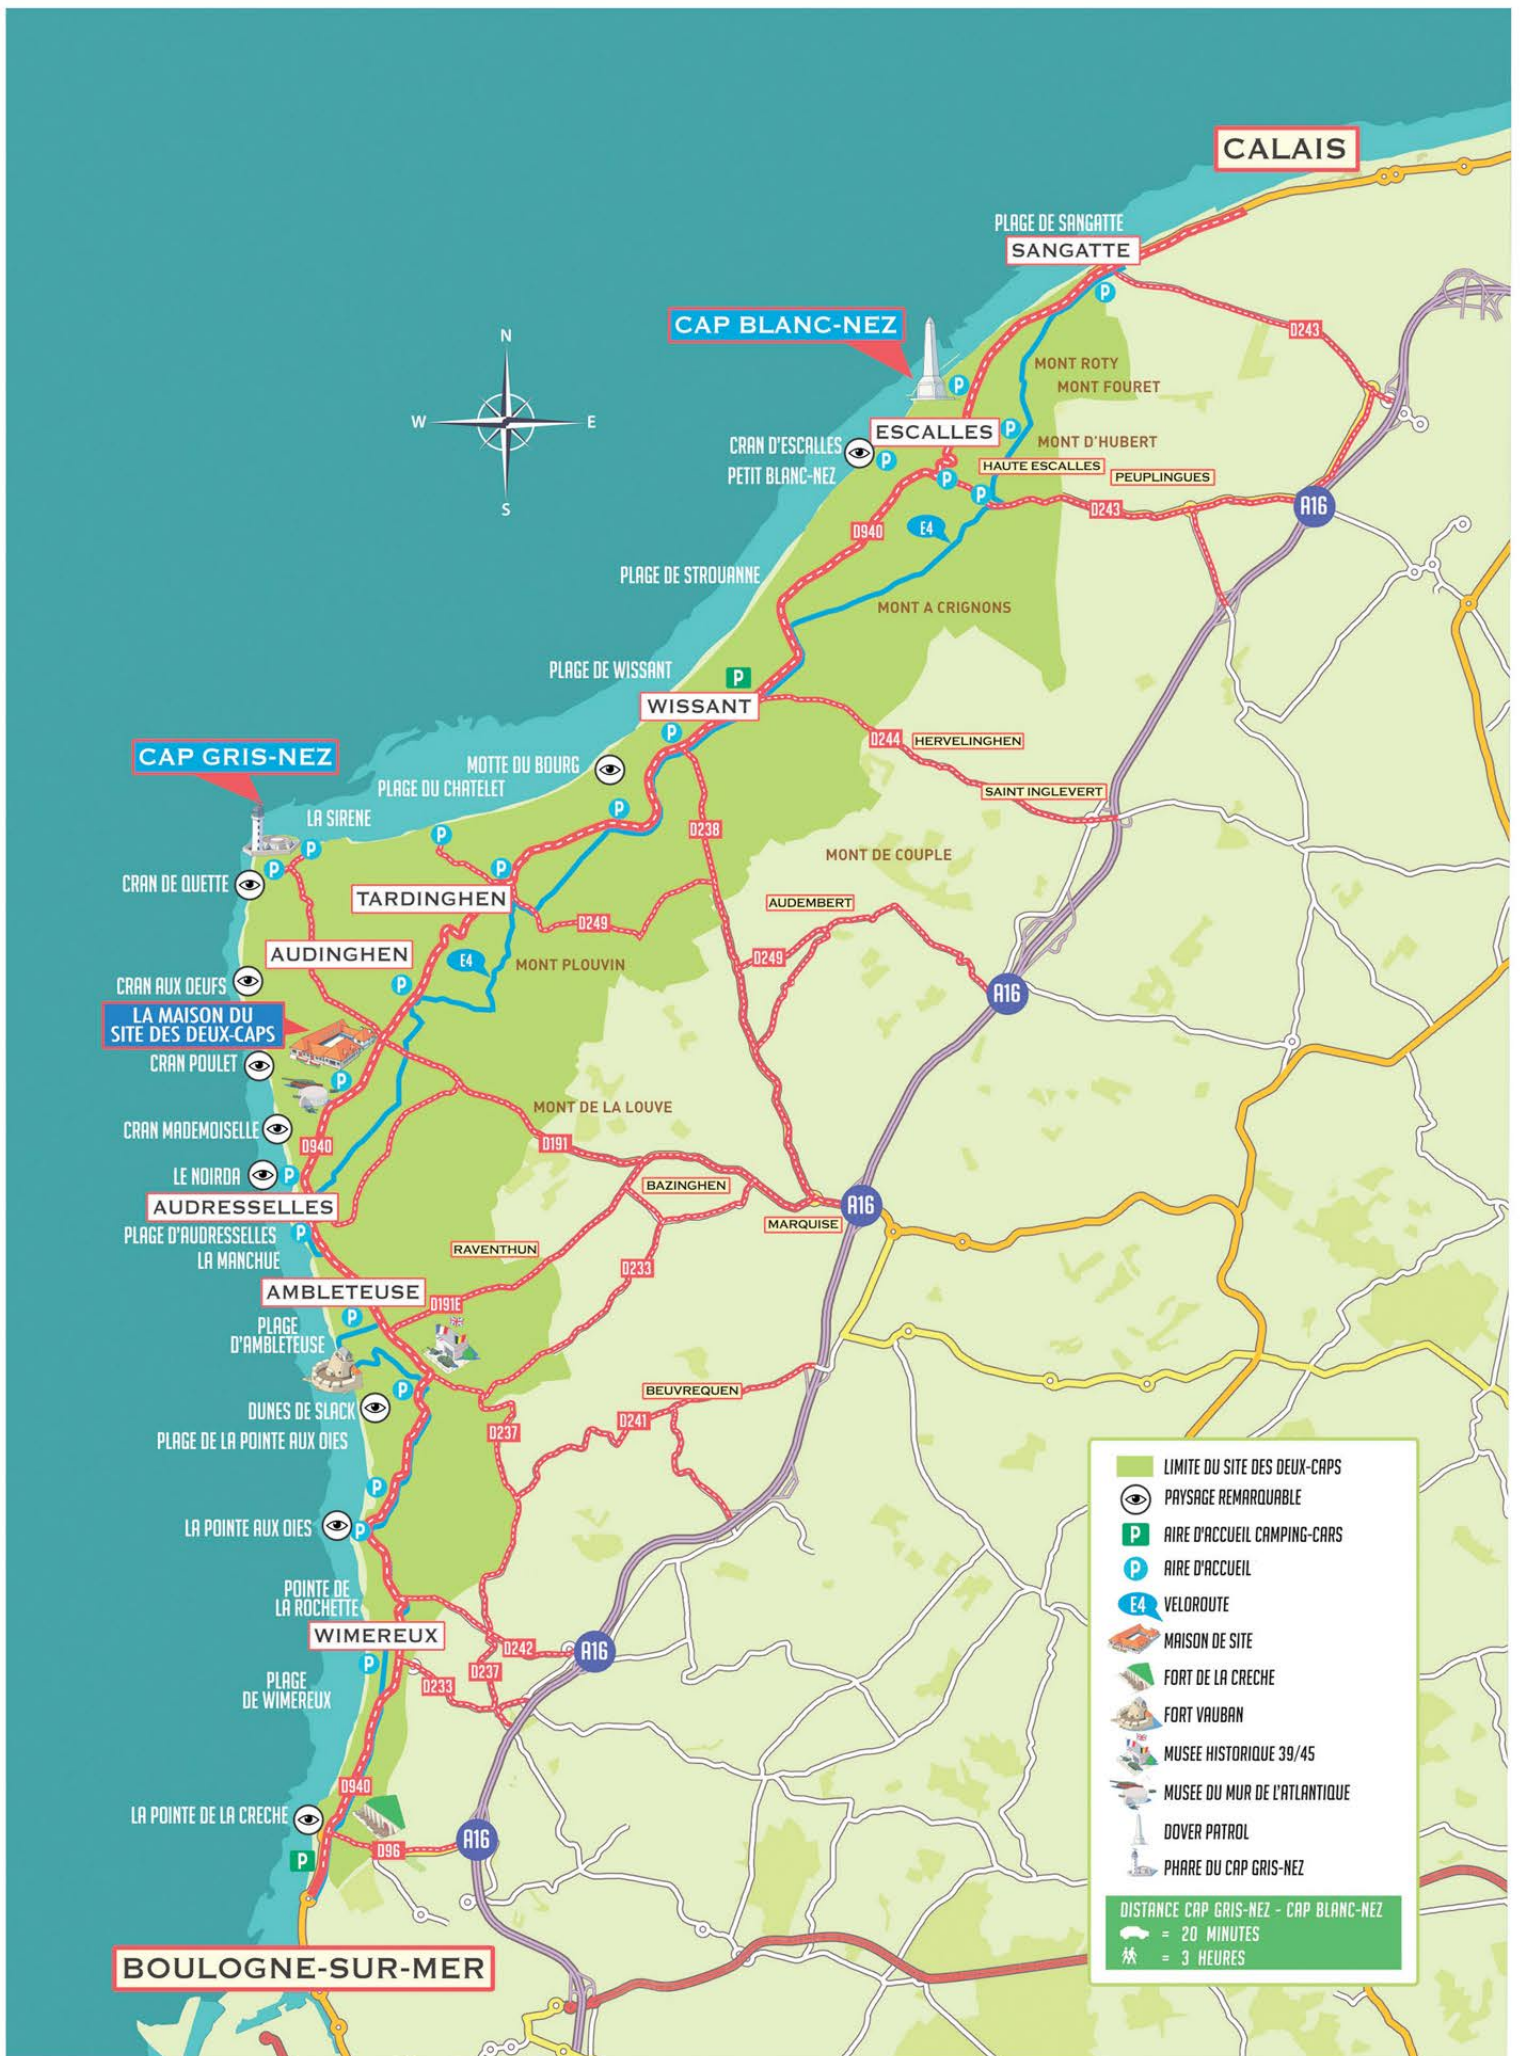 CALAIS
PLAGE DE SANGATTE
SANGATTE
CAP BLANC-NEZ
D243
N
W
E
S
MONT ROTY
MONT FOURET
ESCALLES
CRAN D'ESCALLES
PETIT BLANC-NEZ
MONT D'HUBERT
HAUTE ESCALLES
PEUPLINGUES
D243
A16
D940
E4
PLAGE DE STROUANNE
MONT A CRIGNONS
PLAGE DE WISSANT
P
WISSANT
P
P
P
P
P
P
P
D244
HERVELINGHEN
SAINT INGLEVERT
CAP GRIS-NEZ
MOTTE DU BOURG
PLAGE DU CHATELET
LA SIRENE
P
P
P
P
P
D238
MONT DE COUPLE
CRAN DE QUETTE
TARDINGHEN
AUDEMBERT
D249
D249
AUDINGHEN
E4
MONT PLOUVIN
A16
CRAN AUX OEUFS
P
LA MAISON DU
SITE DES DEUX-CAPS
CRAN POULET
P
MONT DE LA LOUVE
CRAN MADEMOISELLE
D940
D191
LE NOIRDA
P
BAZINGHEN
AUDRESSELLES
A16
MARQUISE
PLAGE D'AUDRESSELLES
P
LA MANCHUE
RAVENTHUN
D233
AMBLETEUSE
D191E
P
PLAGE
D'AMBLETEUSE
P
BEUVREQUEN
DUNES DE SLACK
D241
D237
PLAGE DE LA POINTE AUX OIES
P
LA POINTE AUX OIES
P
POINTE DE
LA ROCHETTE
WIMEREUX
D242
A16
P
D237
D233
PLAGE
DE WIMEREUX
D940
LA POINTE DE LA CRECHE
A16
D96
P
BOULOGNE-SUR-MER
LIMITE DU SITE DES DEUX-CAPS
PAYSAGE REMARQUABLE
P AIRE D'ACCUEIL CAMPING-CARS
P AIRE D'ACCUEIL
E4 VELOROUTE
MAISON DE SITE
FORT DE LA CRECHE
FORT VAUBAN
MUSEE HISTORIQUE 39/45
MUSEE DU MUR DE L'ATLANTIQUE
DOVER PATROL
PHARE DU CAP GRIS-NEZ
DISTANCE CAP GRIS-NEZ - CAP BLANC-NEZ
= 20 MINUTES
= 3 HEURES